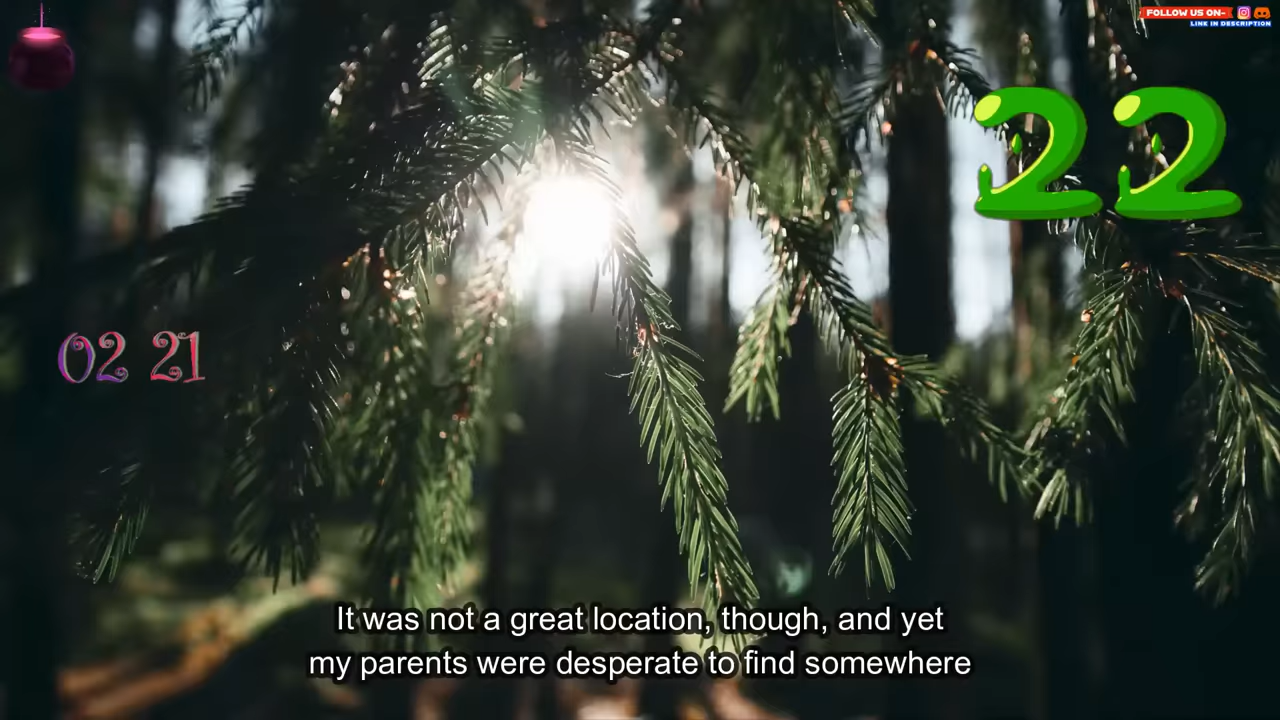 FOLLOW US ON-
LINK IN DESCRIPTION
22
02 21
It was not a great location, though, and yet
my parents were desperate to find somewhere